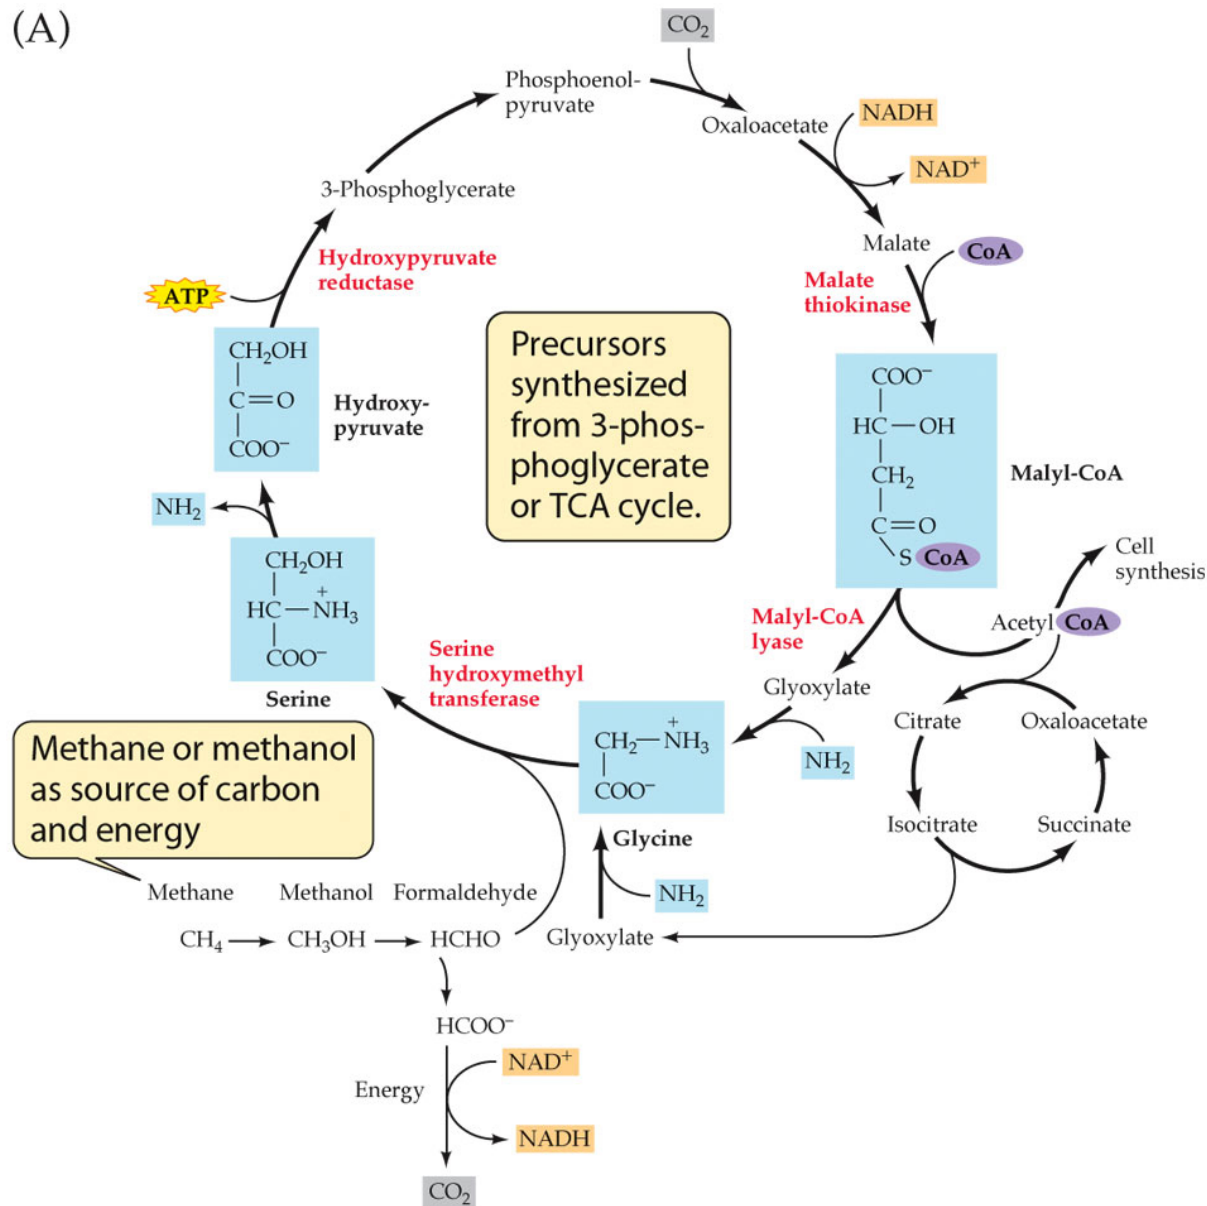 (A)
CO₂
Phosphoenol-
pyruvate
Oxaloacetate
NADH
NAD⁺
3-Phosphoglycerate
Malate
CoA
Hydroxypyruvate
reductase
Malate
thiokinase
ATP
CH₂OH
C=O
COO⁻
Hydroxy-
pyruvate
Precursors
synthesized
from 3-phos-
phoglycerate
or TCA cycle.
COO⁻
HC—OH
CH₂
C=O
S CoA
Malyl-CoA
NH₂
CH₂OH
HC—NH₃
+
COO⁻
Serine
Cell
synthesis
Acetyl CoA
Malyl-CoA
lyase
Serine
hydroxymethyl
transferase
Glyoxylate
Citrate
Oxaloacetate
NH₂
CH₂—NH₃
+
COO⁻
Glycine
Isocitrate
Succinate
Methane or methanol
as source of carbon
and energy
Methane
Methanol
Formaldehyde
NH₂
CH₄
CH₃OH
HCHO
Glyoxylate
HCOO⁻
NAD⁺
Energy
NADH
CO₂